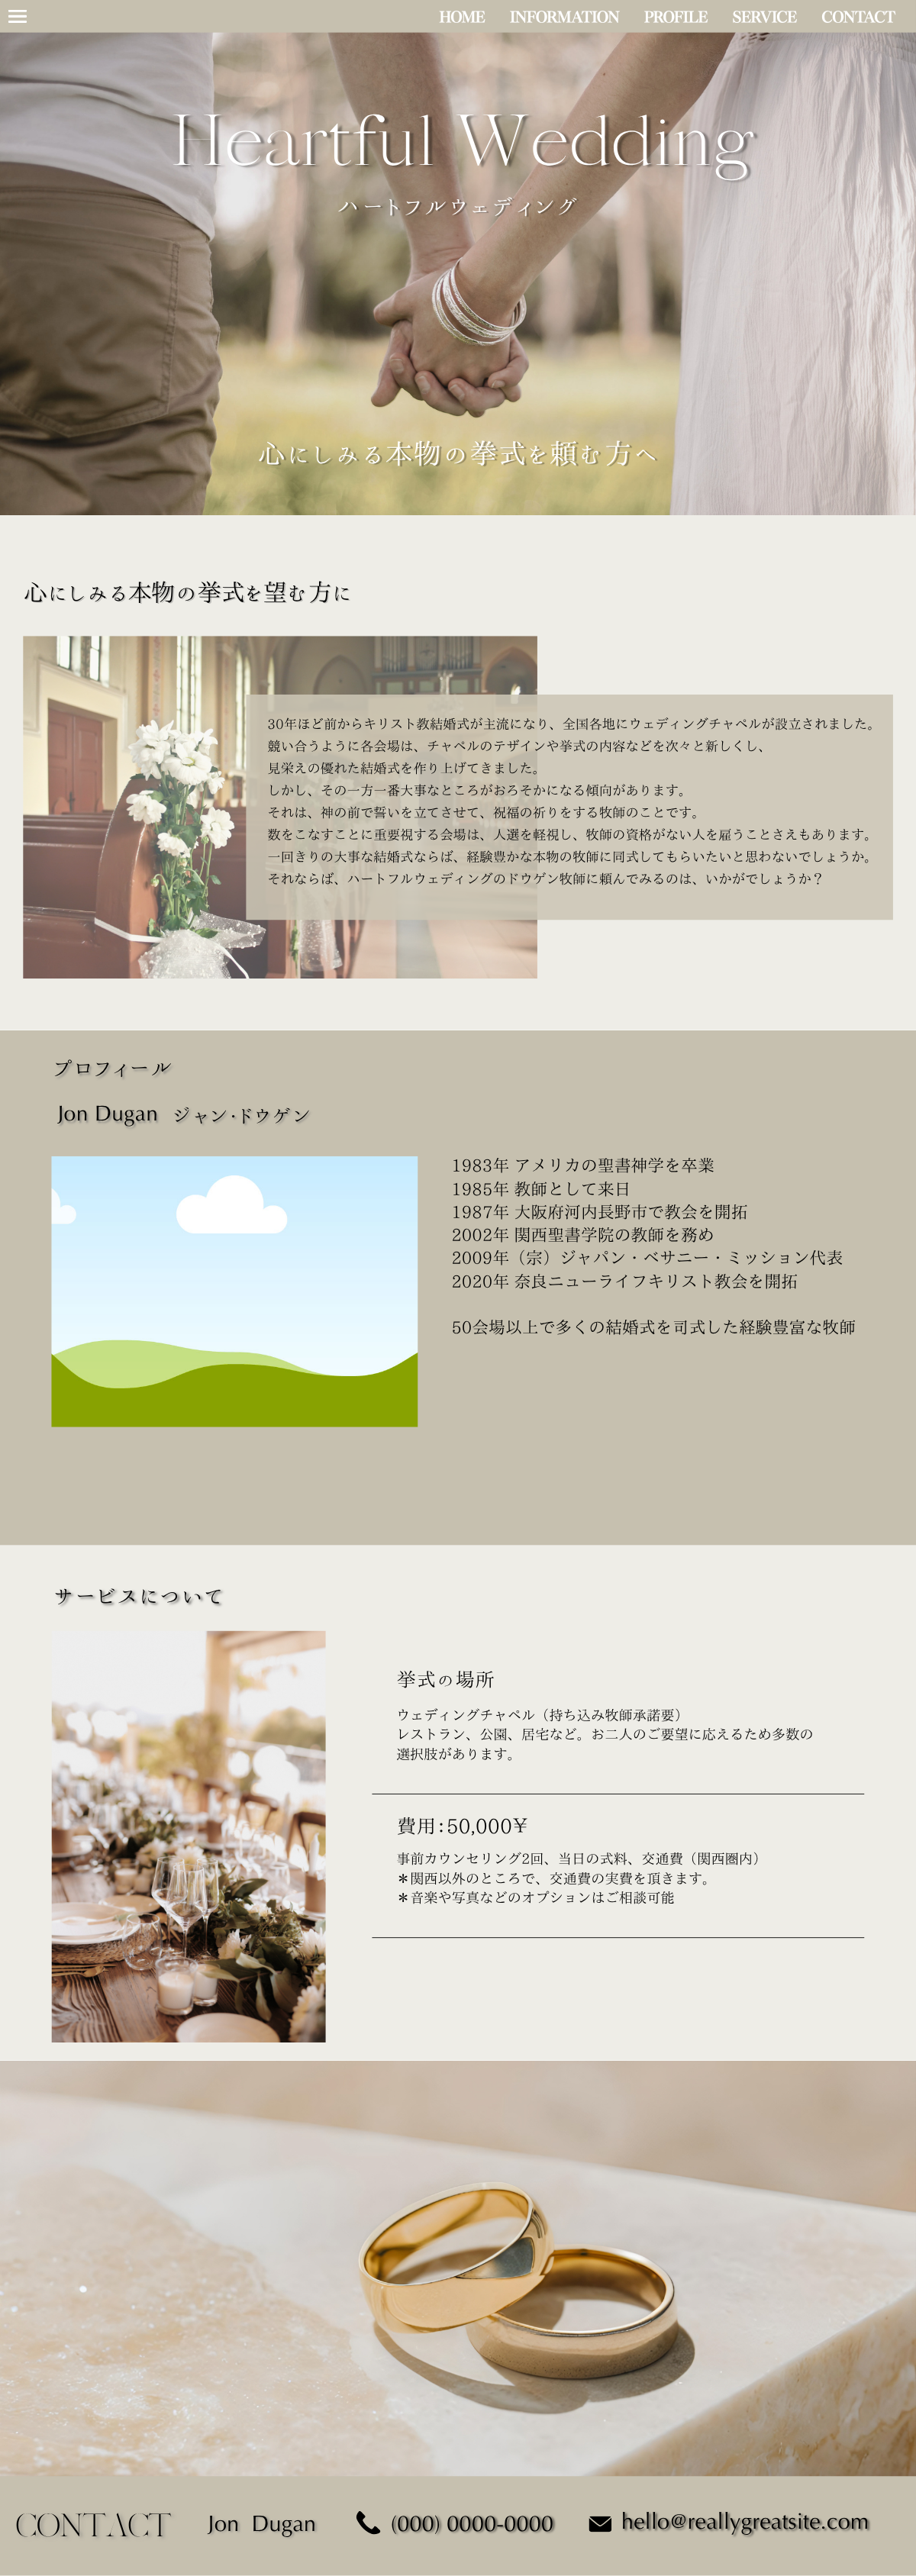 HOME INFORMATION PROFILE SERVICE CONTACT
Heartful Wedding
ハートフルウェディング
心にしみる本物の挙式を頼む方へ
心にしみる本物の挙式を望む方に
30年ほど前からキリスト教結婚式が主流になり、全国各地にウェディングチャペルが設立されました。
競い合うように各会場は、チャペルのデザインや挙式の内容などを次々と新しくし、
見栄えの優れた結婚式を作り上げてきました。
しかし、その一方一番大事なところがおろそかになる傾向があります。
それは、神の前で誓いを立てさせて、祝福の祈りをする牧師のことです。
数をこなすことに重要視する会場は、人選を軽視し、牧師の資格がない人を雇うことさえもあります。
一回きりの大事な結婚式ならば、経験豊かな本物の牧師に司式してもらいたいと思わないでしょうか。
それならば、ハートフルウェディングのドウゲン牧師に頼んでみるのは、いかがでしょうか？
プロフィール
Jon Dugan ジャン・ドウゲン
1983年 アメリカの聖書神学を卒業
1985年 教師として来日
1987年 大阪府河内長野市で教会を開拓
2002年 関西聖書学院の教師を務め
2009年（宗）ジャパン・ベサニー・ミッション代表
2020年 奈良ニューライフキリスト教会を開拓
50会場以上で多くの結婚式を司式した経験豊富な牧師
サービスについて
挙式の場所
ウェディングチャペル（持ち込み牧師承諾要）
レストラン、公園、居宅など。お二人のご要望に応えるため多数の
選択肢があります。
費用：50,000¥
事前カウンセリング2回、当日の式料、交通費（関西圏内）
＊関西以外のところで、交通費の実費を頂きます。
＊音楽や写真などのオプションはご相談可能
CONTACT Jon Dugan (000) 0000-0000 hello@reallygreatsite.com